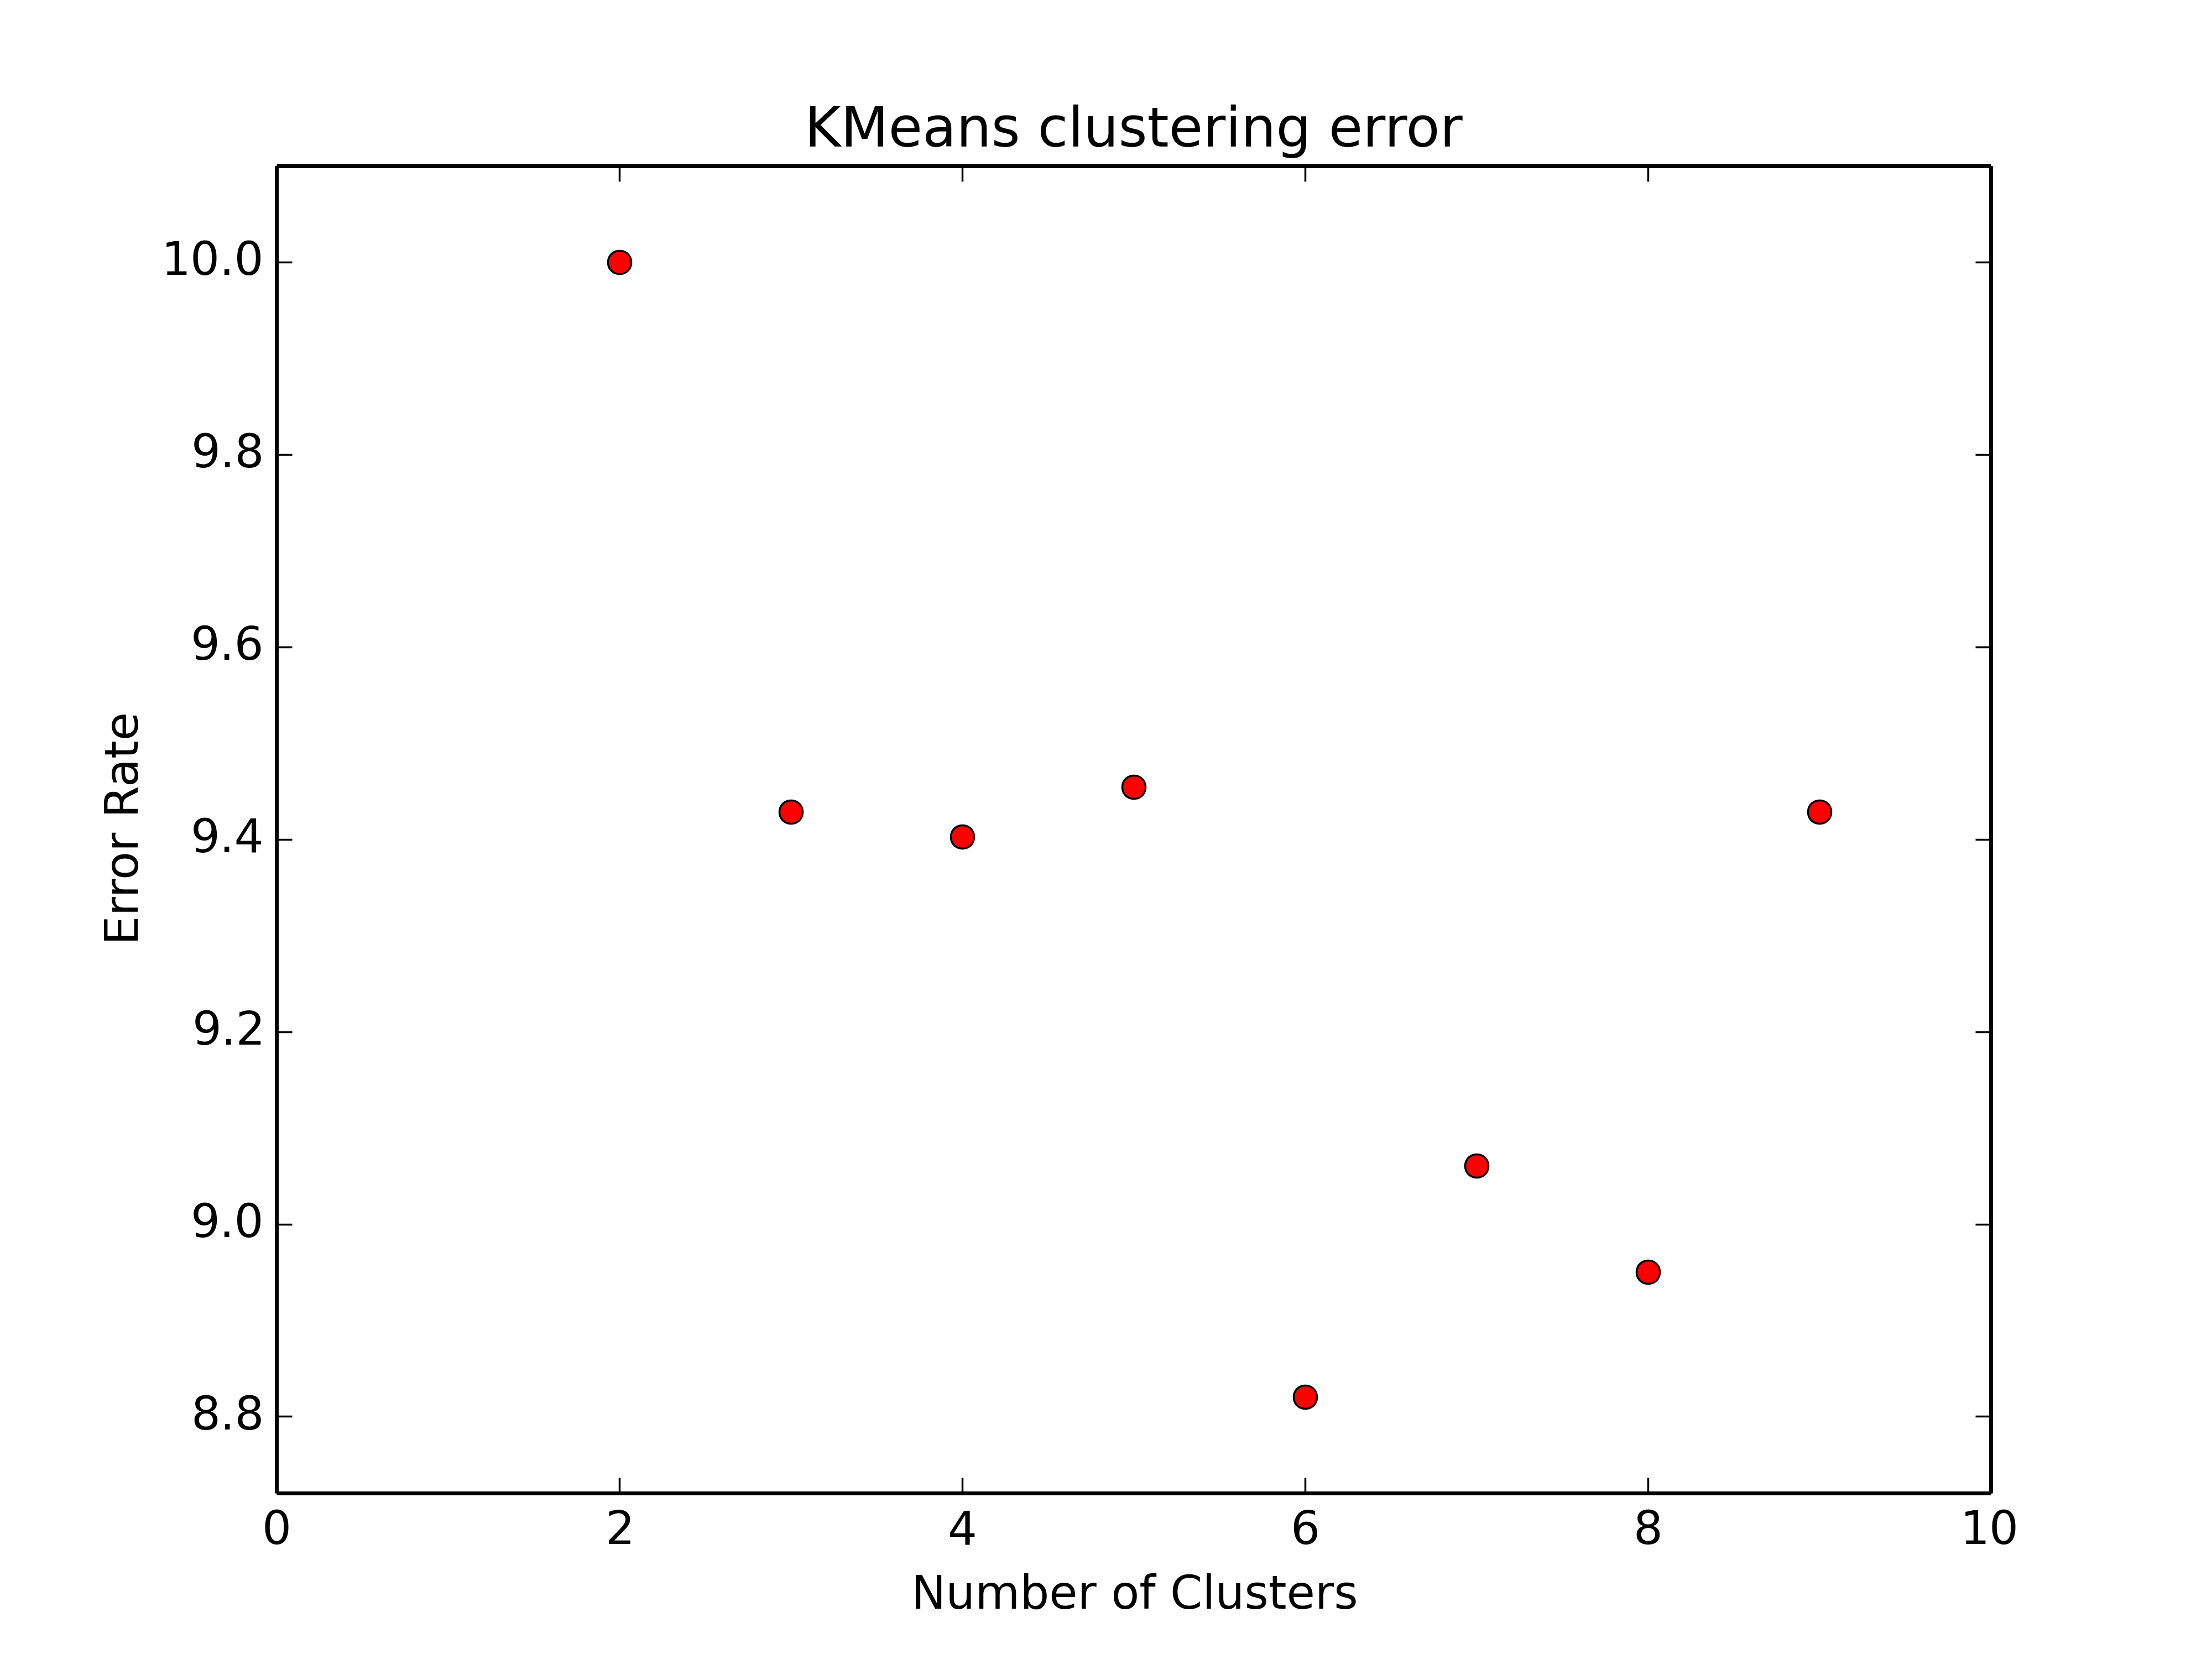 KMeans clustering error
10.0
9.8
9.6
9.4
9.2
9.0
8.8
Error Rate
0 2 4 6 8 10
Number of Clusters